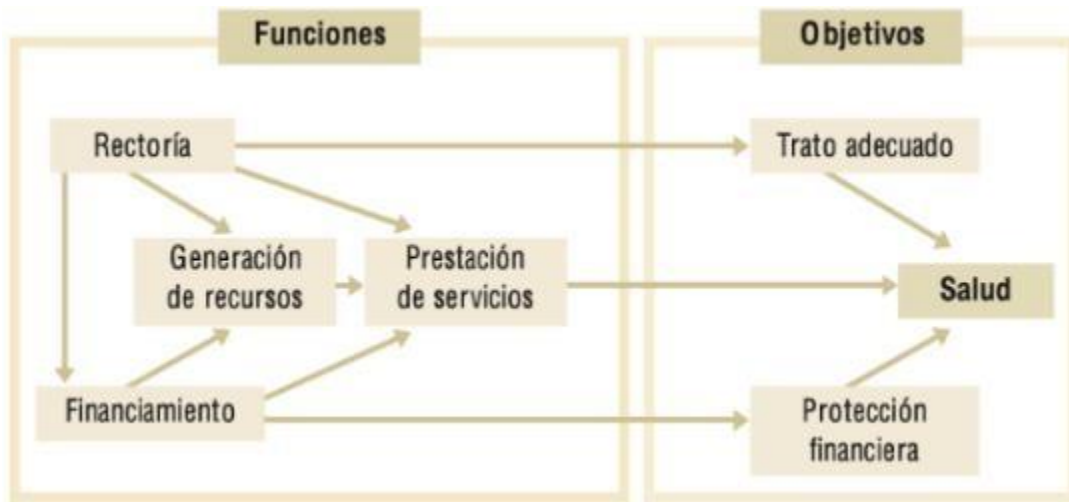 Funciones
Objetivos
Rectoría
Trato adecuado
Generación
de recursos
Prestación
de servicios
Salud
Financiamiento
Protección
financiera